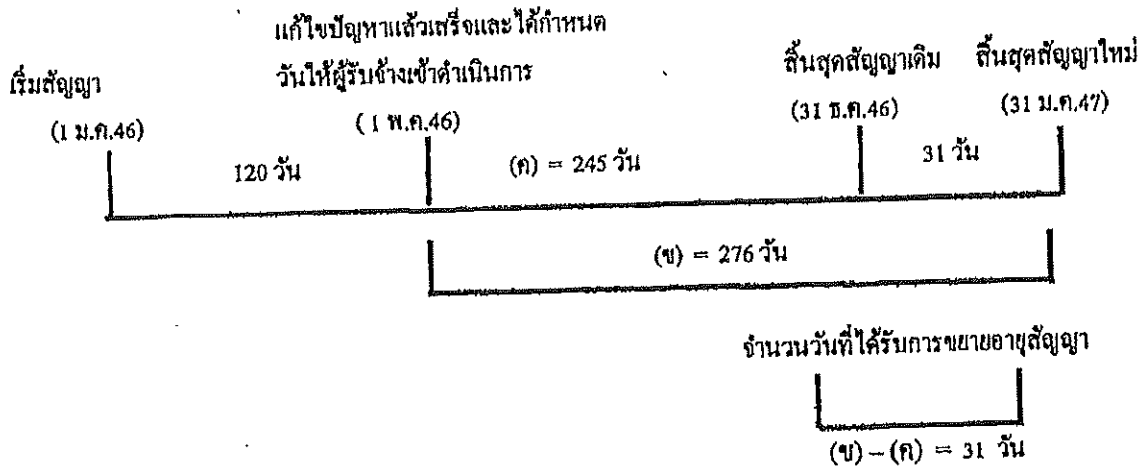 แก้ไขปัญหาแล้วเสร็จและได้กำหนด
วันให้ผู้รับจ้างเข้าดำเนินการ
เริ่มสัญญา
สิ้นสุดสัญญาเดิม
สิ้นสุดสัญญาใหม่
(1 ม.ค.46)
(1 พ.ค.46)
(31 ธ.ค.46)
(31 ม.ค.47)
120 วัน
(ค) = 245 วัน
31 วัน
(ข) = 276 วัน
จำนวนวันที่ได้รับการขยายอายุสัญญา
(ข) – (ค) = 31 วัน